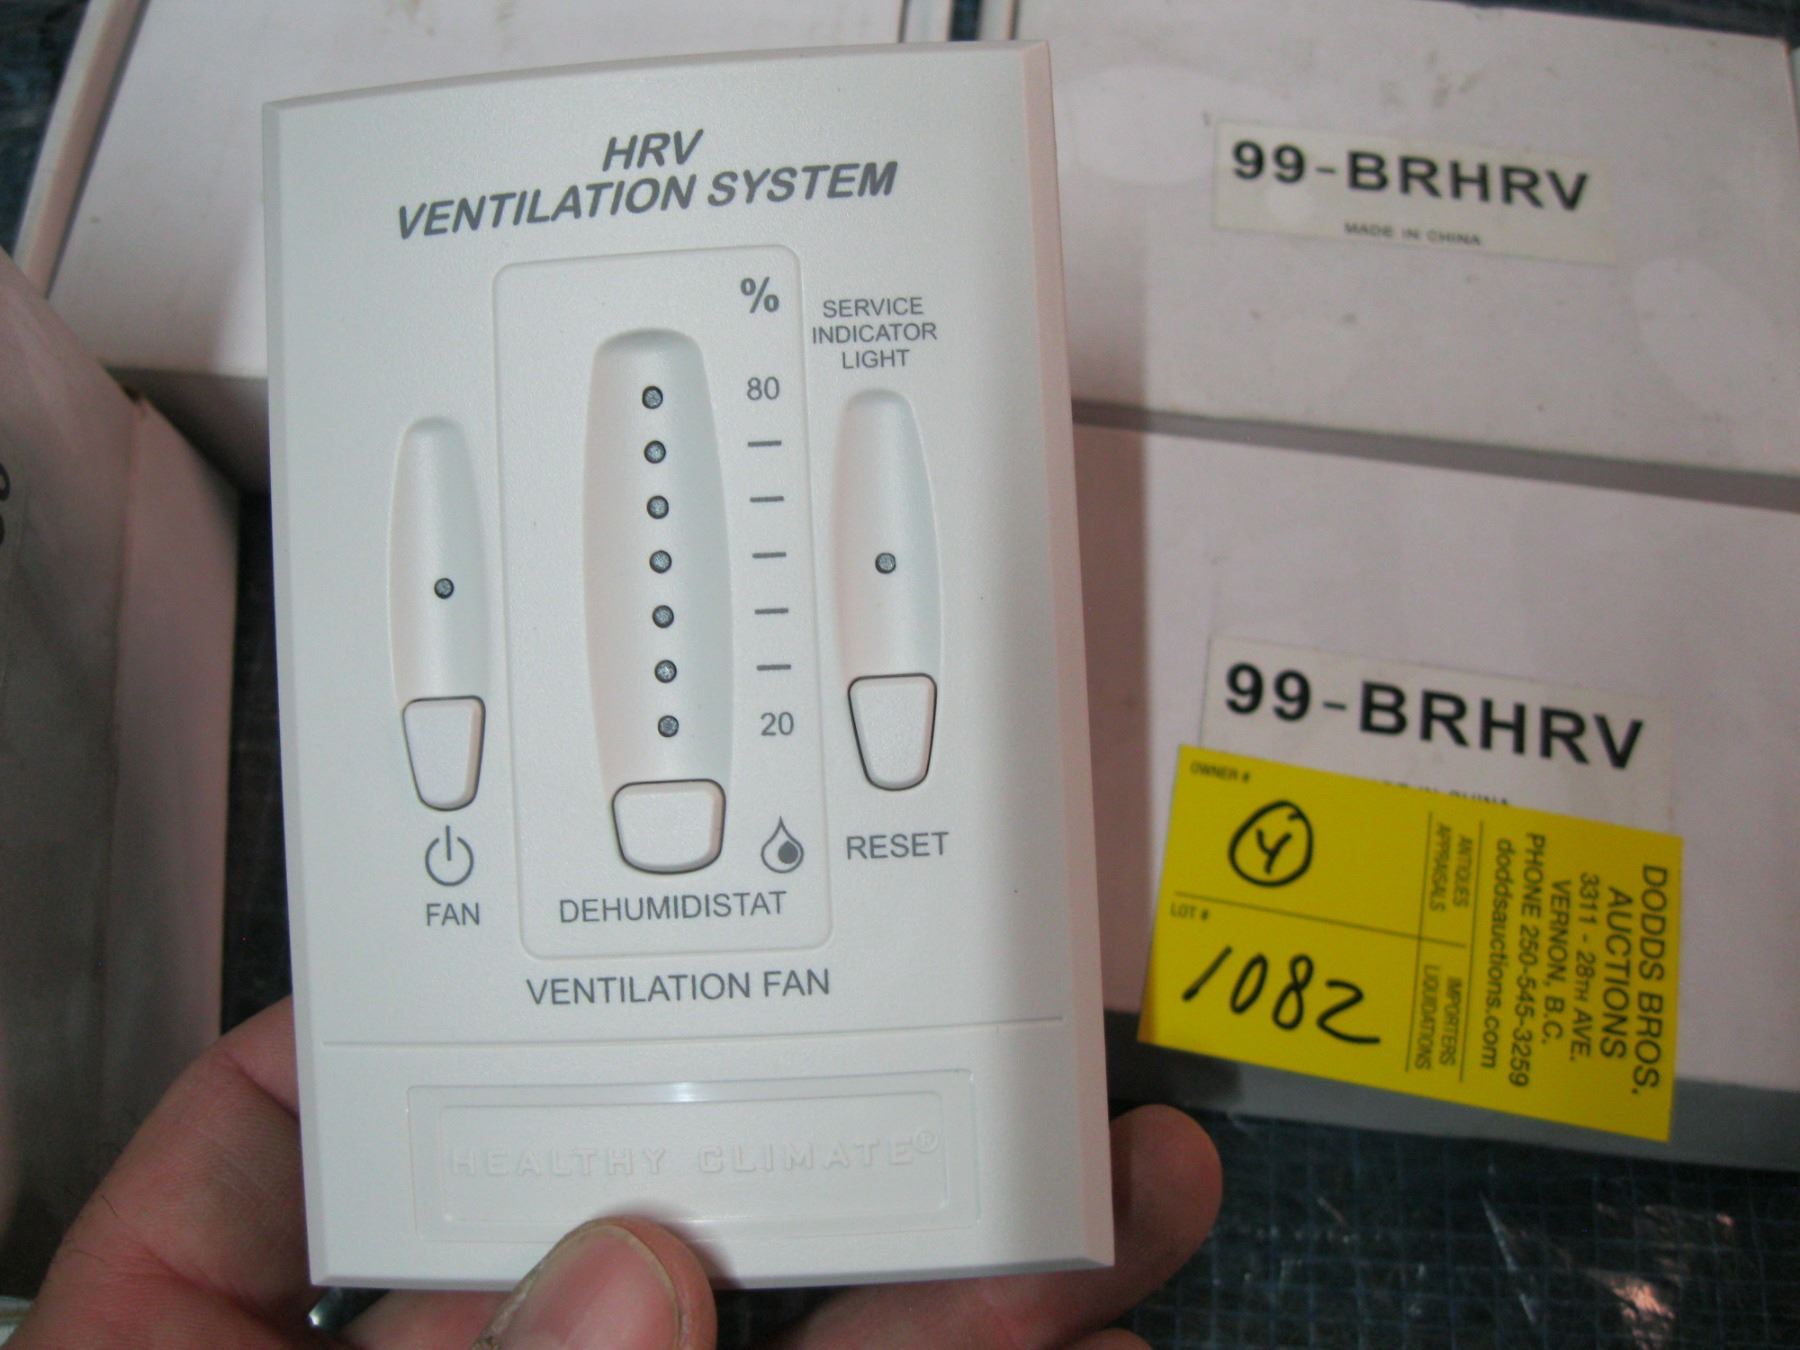 HRV
VENTILATION SYSTEM
%
80
20
SERVICE
INDICATOR
LIGHT
FAN
DEHUMIDISTAT
RESET
VENTILATION FAN
HEALTHY CLIMATE®
99-BRHRV
MADE IN CHINA
99-BRHRV
IN CHINA
OWNER #
4
LOT #
1082
DODDS BROS.
AUCTIONS
3311 - 28TH AVE.
VERNON, B.C.
PHONE 250-545-3259
doddsauctions.com
ANTIQUES
APPRAISALS
IMPORTERS
LIQUIDATIONS